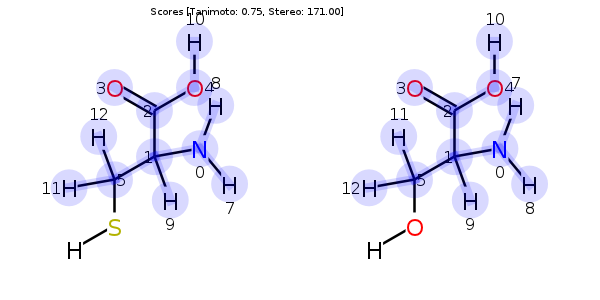 Scores [Tanimoto: 0.75, Stereo: 171.00]
10 10
H H
3 O O 4 8 3 O O 4 7
12 2 H 11 2 H
H H
1 N 1 N
0 0
11 H 5 H 12 H 5 H
H 7 H 8
9 9
S O
H H